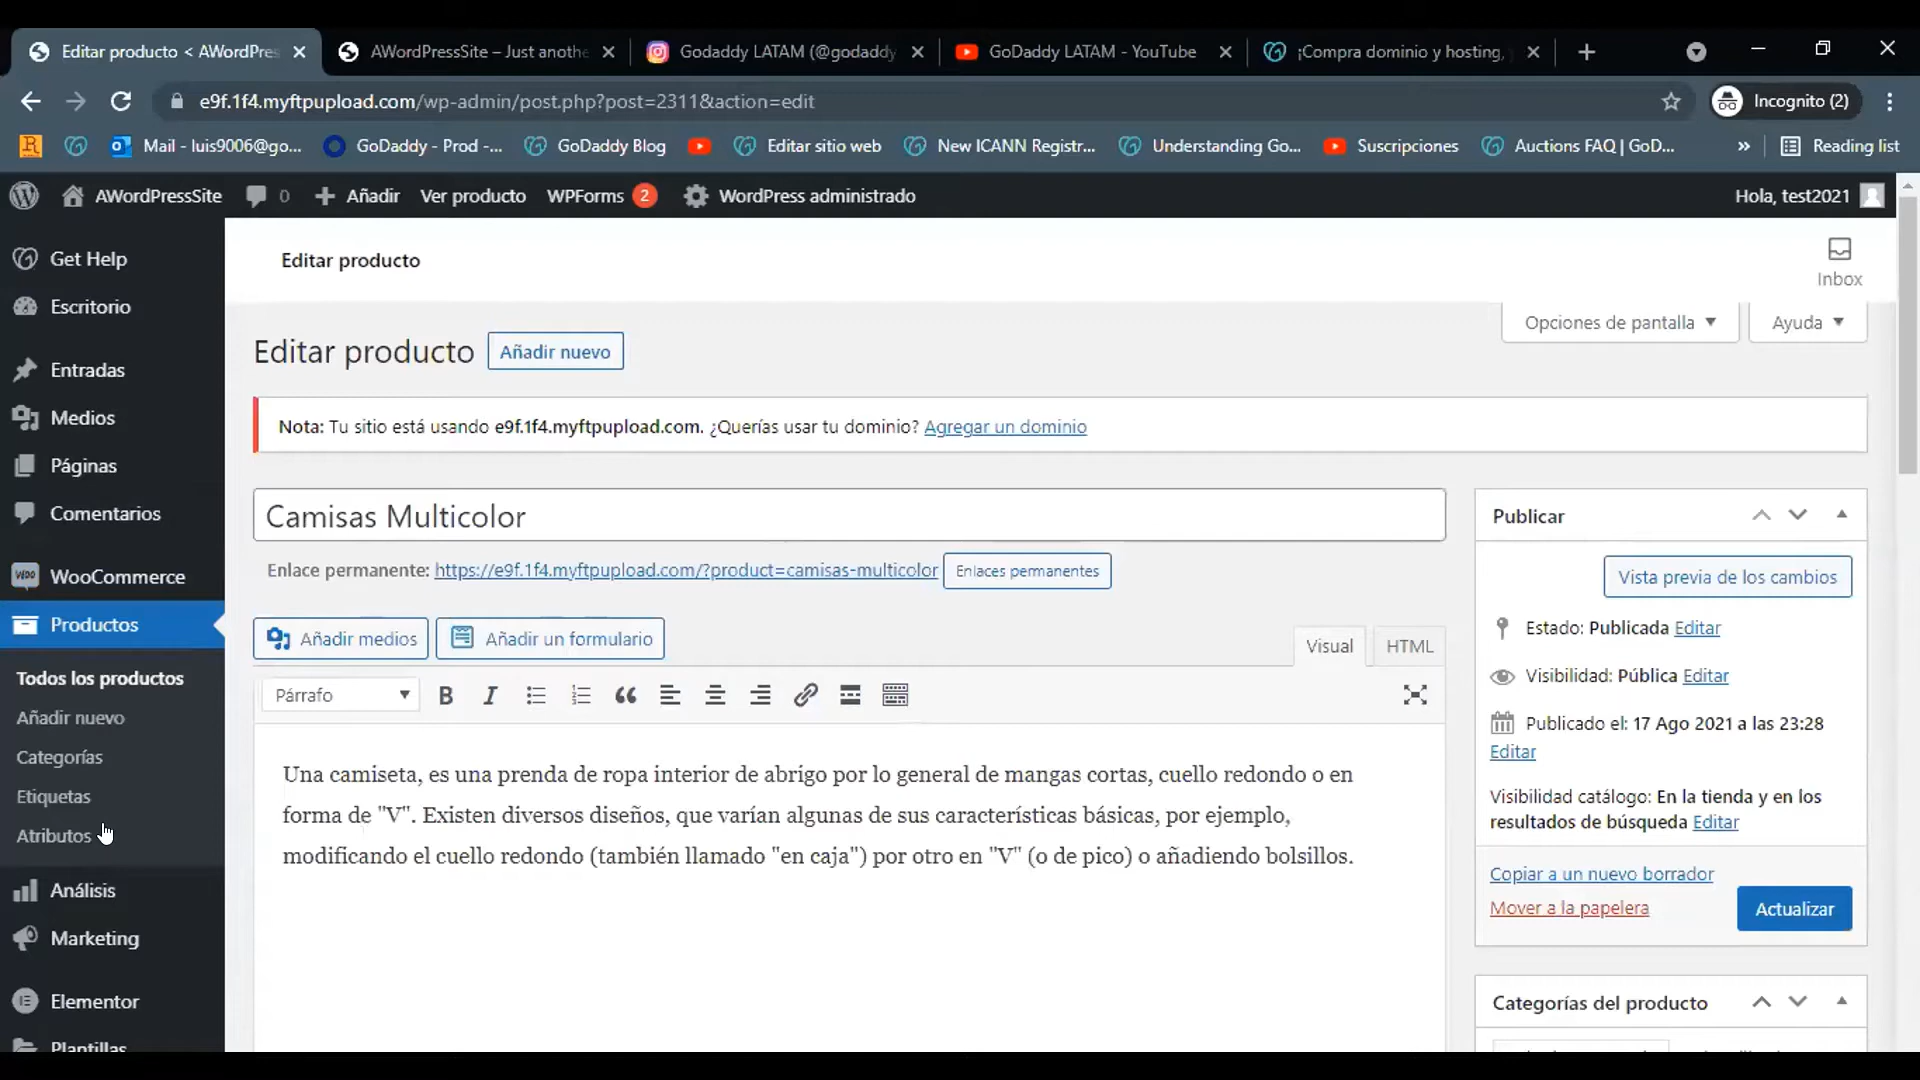 Editar producto < AWordPres
AWordPressSite – Just anothe
Godaddy LATAM (@godaddy
GoDaddy LATAM - YouTube
¡Compra dominio y hosting,
e9f.1f4.myftpupload.com/wp-admin/post.php?post=2311&action=edit
Incognito (2)
Mail - luis9006@go...
GoDaddy - Prod -...
GoDaddy Blog
Editar sitio web
New ICANN Registr...
Understanding Go...
Suscripciones
Auctions FAQ | GoD...
»
Reading list
AWordPressSite
0
Añadir
Ver producto
WPForms 2
WordPress administrado
Hola, test2021
Get Help
Escritorio
Entradas
Medios
Páginas
Comentarios
WooCommerce
Productos
Todos los productos
Añadir nuevo
Categorías
Etiquetas
Atributos
Análisis
Marketing
Elementor
Plantillas
Editar producto
Inbox
Opciones de pantalla
Ayuda
Editar producto
Añadir nuevo
Nota: Tu sitio está usando e9f.1f4.myftpupload.com. ¿Querías usar tu dominio? Agregar un dominio
Camisas Multicolor
Enlace permanente: https://e9f.1f4.myftpupload.com/?product=camisas-multicolor
Enlaces permanentes
Añadir medios
Añadir un formulario
Visual
HTML
Párrafo
B I
Una camiseta, es una prenda de ropa interior de abrigo por lo general de mangas cortas, cuello redondo o en
forma de "V". Existen diversos diseños, que varían algunas de sus características básicas, por ejemplo,
modificando el cuello redondo (también llamado "en caja") por otro en "V" (o de pico) o añadiendo bolsillos.
Publicar
Vista previa de los cambios
Estado: Publicada Editar
Visibilidad: Pública Editar
Publicado el: 17 Ago 2021 a las 23:28
Editar
Visibilidad catálogo: En la tienda y en los
resultados de búsqueda Editar
Copiar a un nuevo borrador
Mover a la papelera
Actualizar
Categorías del producto